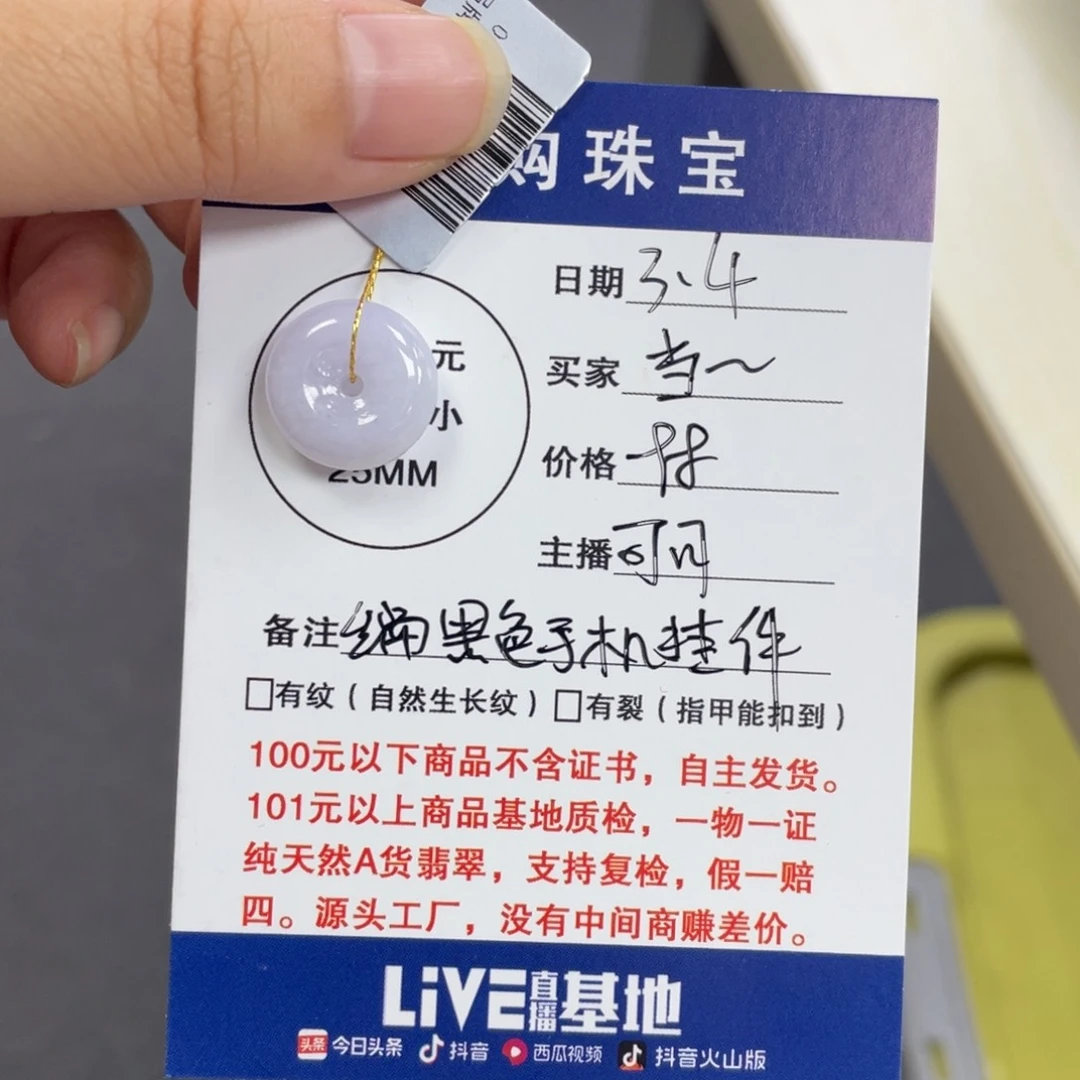 购珠宝
日期 3.4
元
买家 当~
小
价格 98
25MM
主播 可可
备注 编黑色手机挂件
□有纹（自然生长纹）□有裂（指甲能扣到）
100元以下商品不含证书，自主发货。
101元以上商品基地质检，一物一证
纯天然A货翡翠，支持复检，假一赔
四。源头工厂，没有中间商赚差价。
LiVE直播基地
头条 今日头条 抖音 西瓜视频 抖音火山版